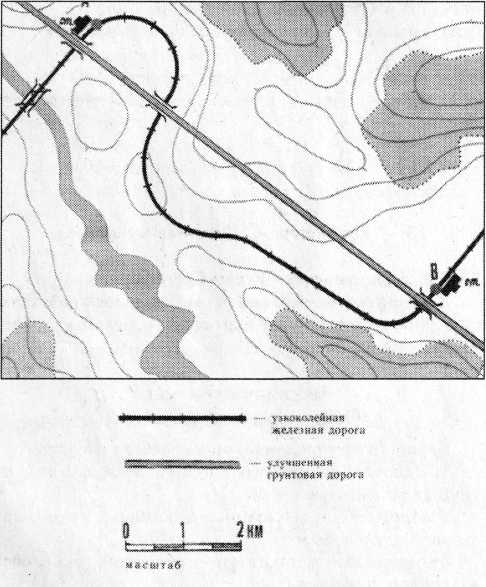 А
ст.
В
ст.
— узкоколейная
железная дорога
— улучшенная
грунтовая дорога
0 1 2 КМ
масштаб